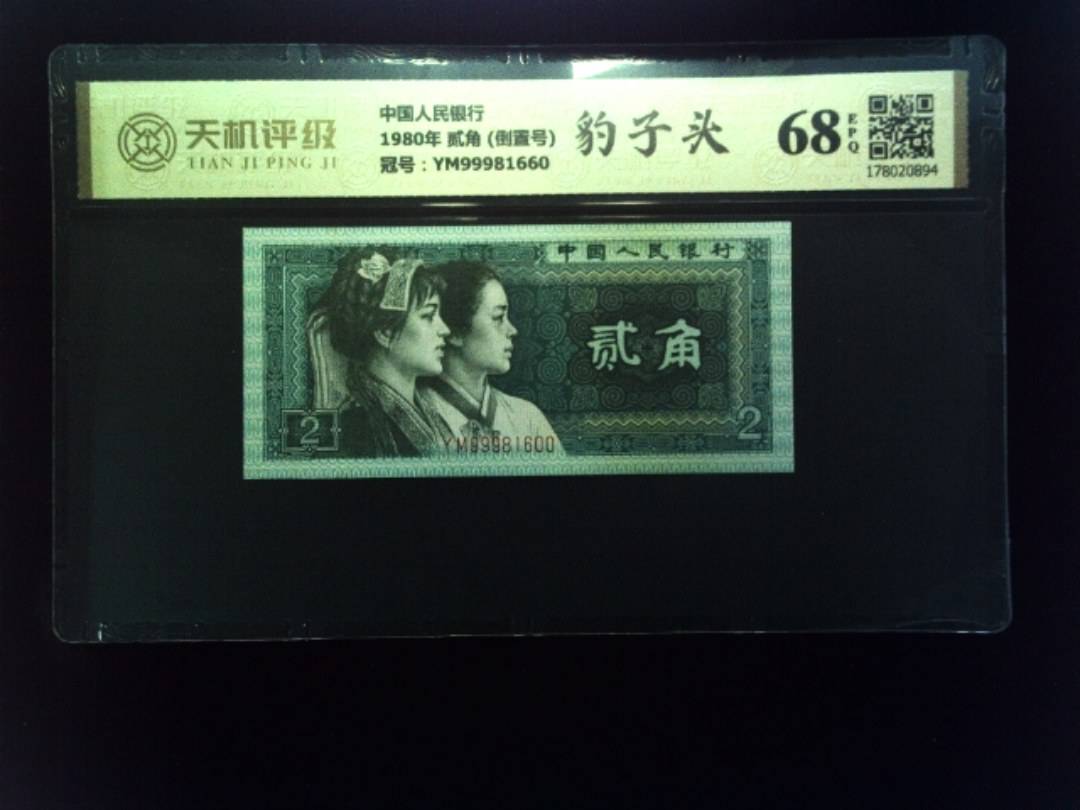 天机评级
TIAN JI PING JI
中国人民银行
1980年 贰角 (倒置号)
冠号：YM99981660
豹子头
68
EPQ
178020894
中国人民银行
贰角
2
2
YM99981600